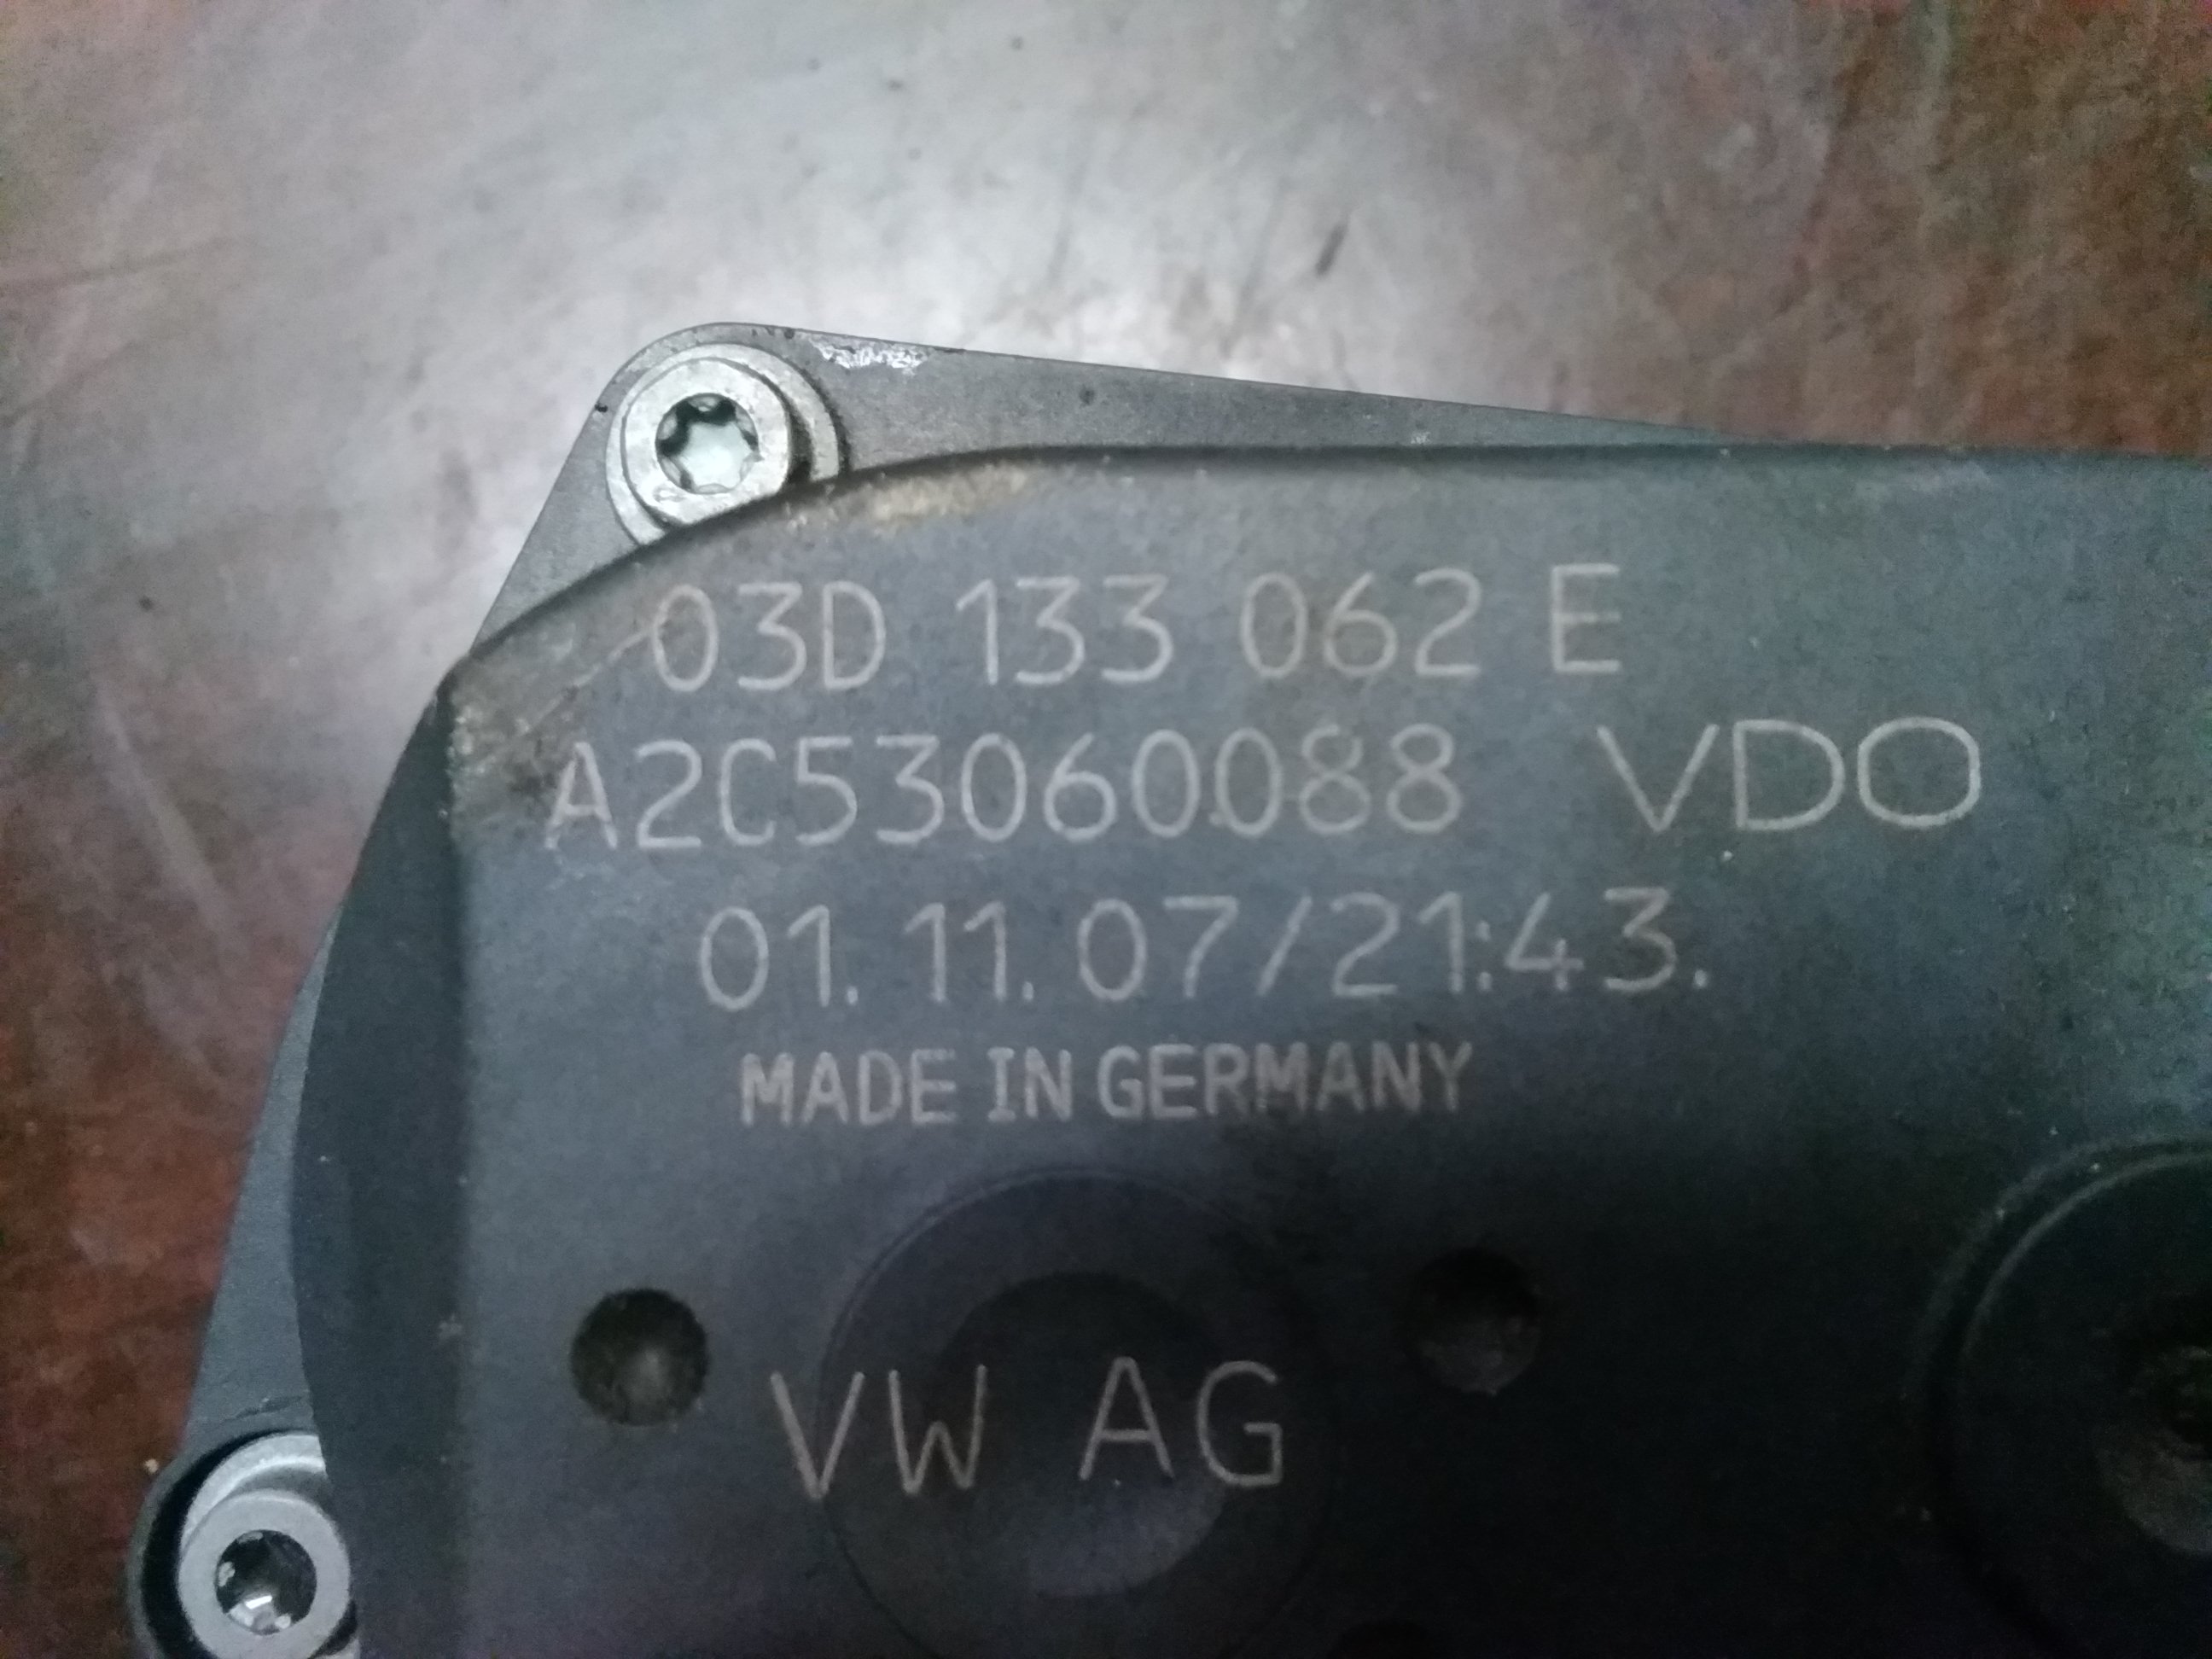 03D 133 062 E
A2C53060088 VDO
01.11.07/21:43.
MADE IN GERMANY
VW AG